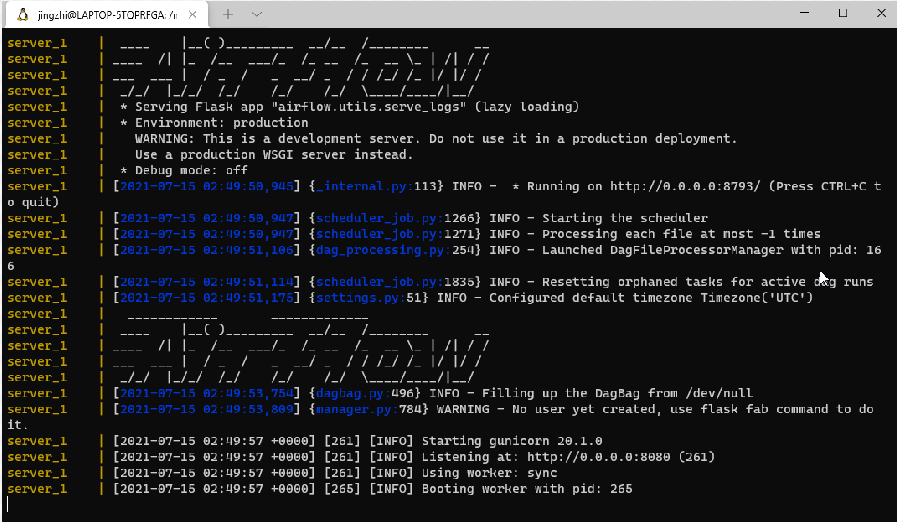 jingzhi@LAPTOP-5TOPRFGA: /m
server_1     |  ____    |__( )_________  __/__  /________      __
server_1     | ____  /| |_  /__  ___/_  /_ __  /_  __ \_ | /| / /
server_1     | ___  ___ |  / _  /   _  __/ _  / / /_/ /_ |/ |/ /
server_1     |  _/_/  |_/_/  /_/    /_/    /_/  \____/____/|__/
server_1     |  * Serving Flask app "airflow.utils.serve_logs" (lazy loading)
server_1     |  * Environment: production
server_1     |    WARNING: This is a development server. Do not use it in a production deployment.
server_1     |    Use a production WSGI server instead.
server_1     |  * Debug mode: off
server_1     | [2021-07-15 02:49:50,945] {_internal.py:113} INFO -  * Running on http://0.0.0.0:8793/ (Press CTRL+C t
o quit)
server_1     | [2021-07-15 02:49:50,947] {scheduler_job.py:1266} INFO - Starting the scheduler
server_1     | [2021-07-15 02:49:50,947] {scheduler_job.py:1271} INFO - Processing each file at most -1 times
server_1     | [2021-07-15 02:49:51,106] {dag_processing.py:254} INFO - Launched DagFileProcessorManager with pid: 16
6
server_1     | [2021-07-15 02:49:51,114] {scheduler_job.py:1835} INFO - Resetting orphaned tasks for active dag runs
server_1     | [2021-07-15 02:49:51,175] {settings.py:51} INFO - Configured default timezone Timezone('UTC')
server_1     |   ____________       _____________
server_1     |  ____    |__( )_________  __/__  /________      __
server_1     | ____  /| |_  /__  ___/_  /_ __  /_  __ \_ | /| / /
server_1     | ___  ___ |  / _  /   _  __/ _  / / /_/ /_ |/ |/ /
server_1     |  _/_/  |_/_/  /_/    /_/    /_/  \____/____/|__/
server_1     | [2021-07-15 02:49:53,754] {dagbag.py:496} INFO - Filling up the DagBag from /dev/null
server_1     | [2021-07-15 02:49:53,809] {manager.py:784} WARNING - No user yet created, use flask fab command to do
it.
server_1     | [2021-07-15 02:49:57 +0000] [261] [INFO] Starting gunicorn 20.1.0
server_1     | [2021-07-15 02:49:57 +0000] [261] [INFO] Listening at: http://0.0.0.0:8080 (261)
server_1     | [2021-07-15 02:49:57 +0000] [261] [INFO] Using worker: sync
server_1     | [2021-07-15 02:49:57 +0000] [265] [INFO] Booting worker with pid: 265